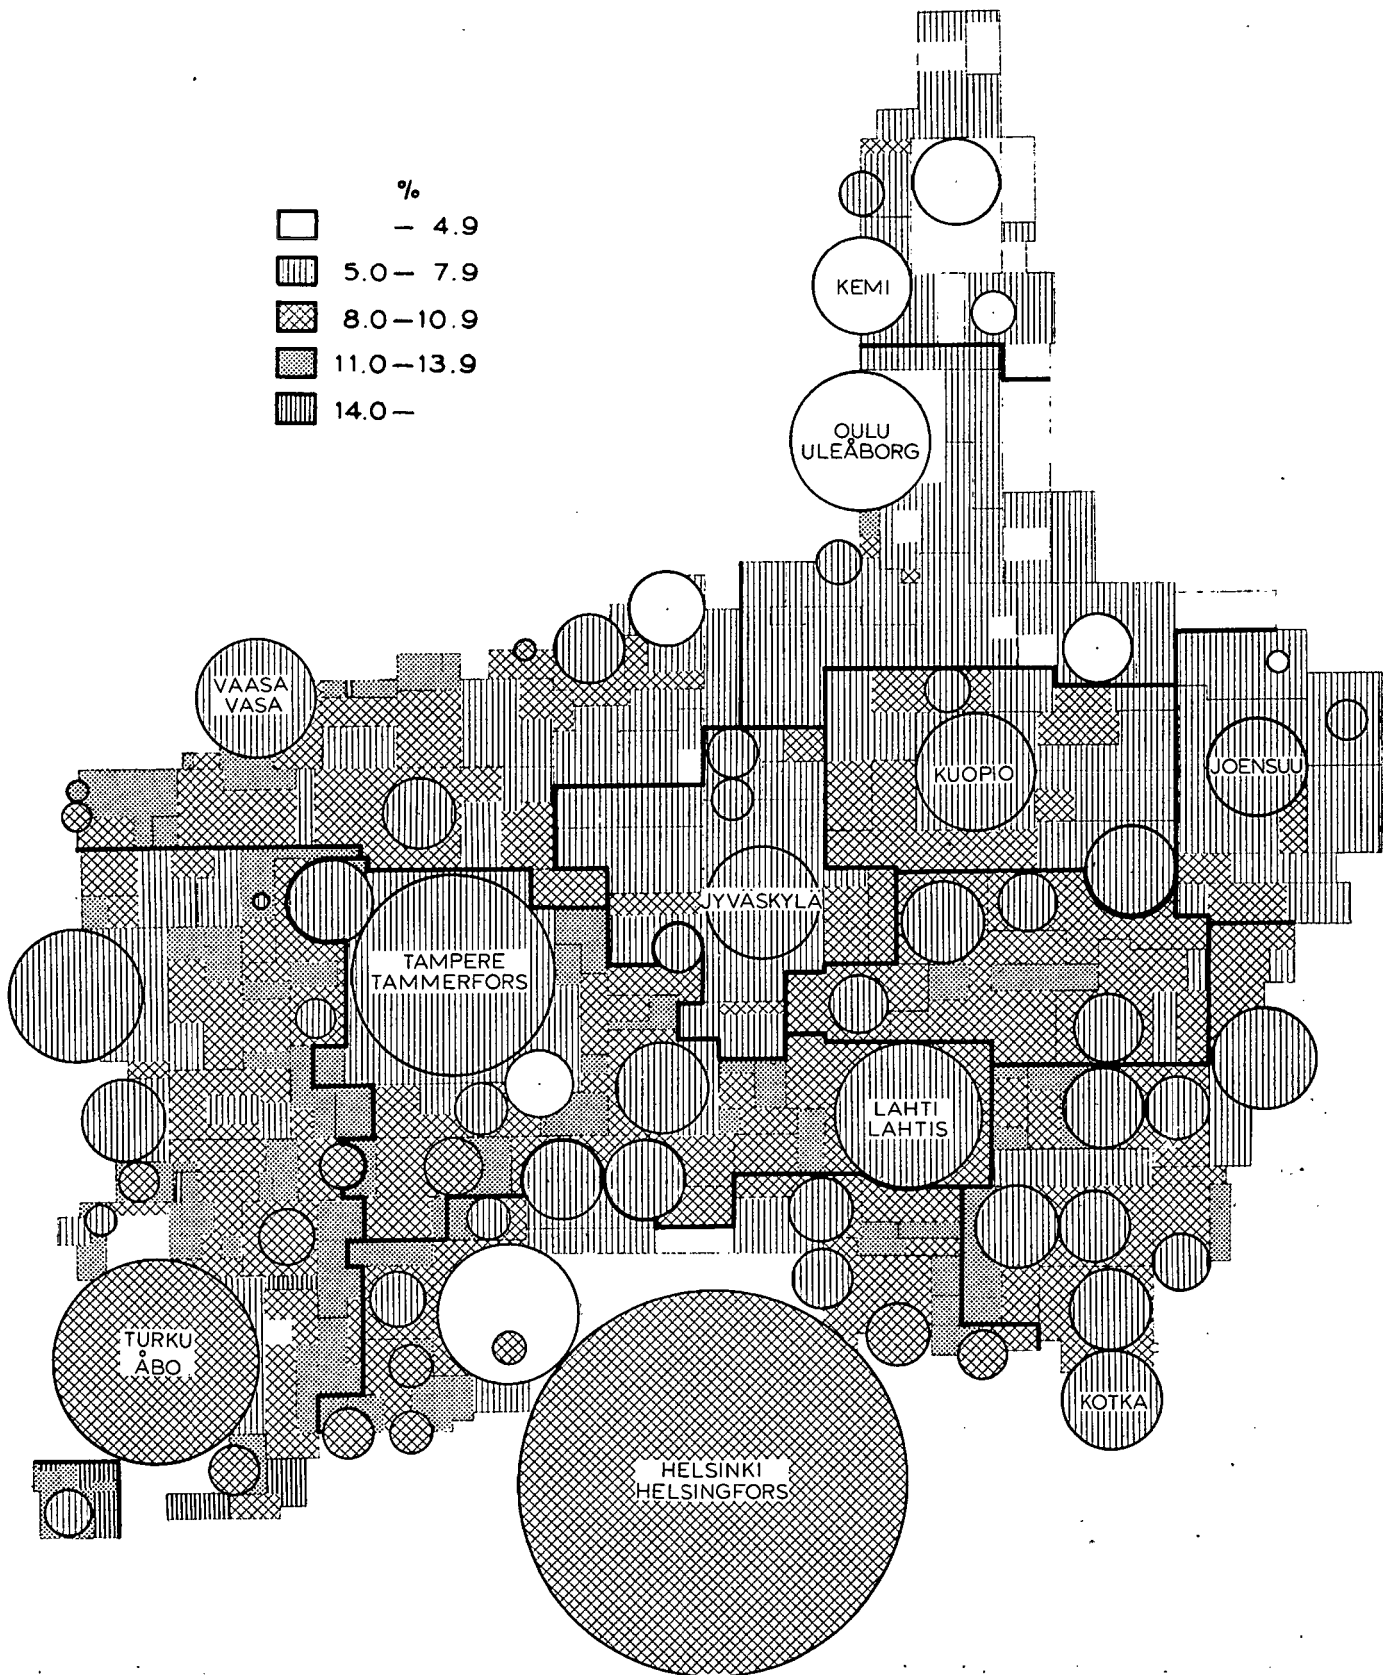 %
– 4.9
5.0 – 7.9
8.0 – 10.9
11.0 – 13.9
14.0 –
KEMI
OULU
ULEÅBORG
VAASA
VASA
KUOPIO
JOENSUU
JYVÄSKYLÄ
TAMPERE
TAMMERFORS
LAHTI
LAHTIS
TURKU
ÅBO
KOTKA
HELSINKI
HELSINGFORS